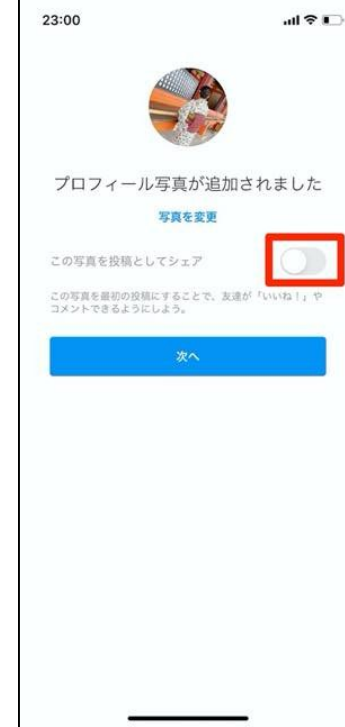 23:00
プロフィール写真が追加されました
写真を変更
この写真を投稿としてシェア
この写真を最初の投稿にすることで、友達が「いいね！」や
コメントできるようにしよう。
次へ